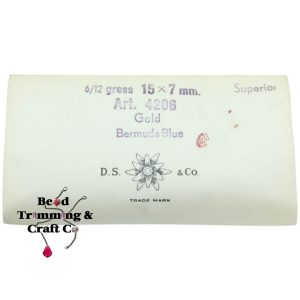 6/12 gross 15 x 7 mm. Superior
Art. 4206
Gold
Bermuda Blue
D.S. & Co.
TRADE MARK
Bead
Trimming &
Craft Co